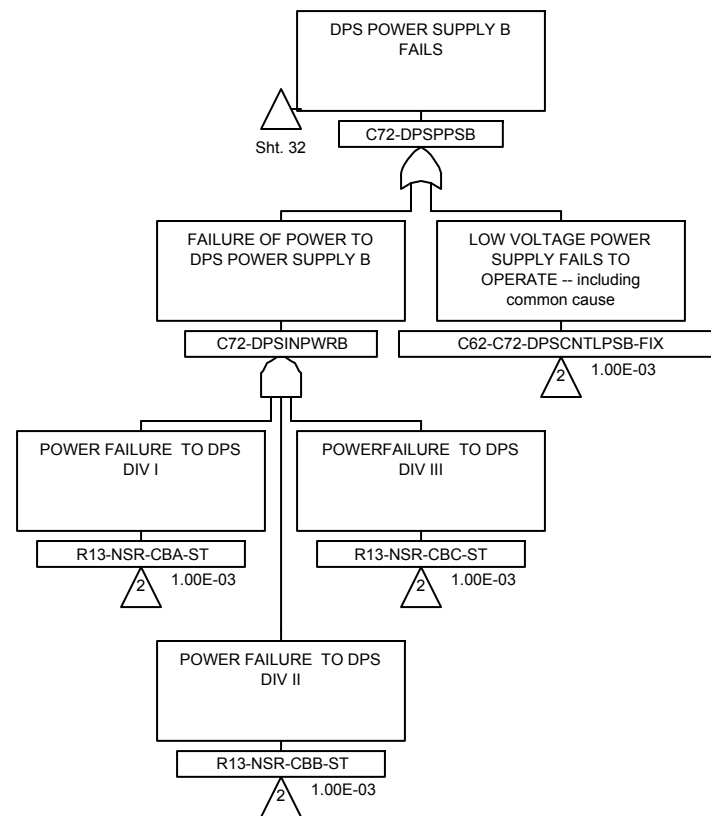 DPS POWER SUPPLY B
FAILS
Sht. 32
C72-DPSPPSB
FAILURE OF POWER TO
DPS POWER SUPPLY B
LOW VOLTAGE POWER
SUPPLY FAILS TO
OPERATE -- including
common cause
C72-DPSINPWRB
C62-C72-DPSCNTLPSB-FIX
2
1.00E-03
POWER FAILURE TO DPS
DIV I
POWERFAILURE TO DPS
DIV III
R13-NSR-CBA-ST
R13-NSR-CBC-ST
2
1.00E-03
2
1.00E-03
POWER FAILURE TO DPS
DIV II
R13-NSR-CBB-ST
2
1.00E-03